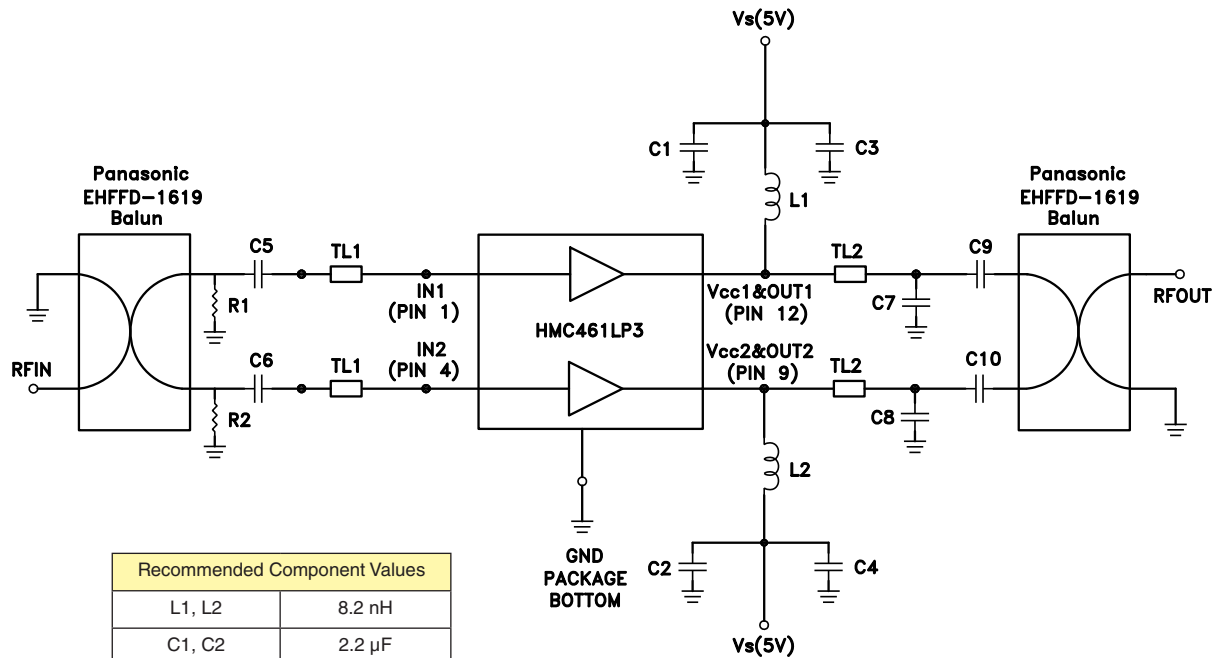 Vs(5V)
C1
C3
L1
Panasonic
EHFFD-1619
Balun
Panasonic
EHFFD-1619
Balun
C5
TL1
IN1
(PIN 1)
R1
HMC461LP3
Vcc1&OUT1
(PIN 12)
TL2
C7
C9
RFOUT
RFIN
C6
TL1
IN2
(PIN 4)
R2
Vcc2&OUT2
(PIN 9)
TL2
C8
C10
L2
GND
PACKAGE
BOTTOM
C2
C4
Vs(5V)
Recommended Component Values
L1, L2 8.2 nH
C1, C2 2.2 µF